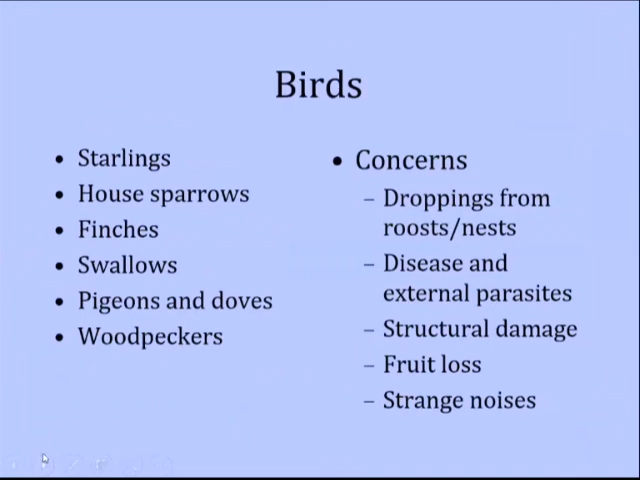 Birds
• Starlings
• House sparrows
• Finches
• Swallows
• Pigeons and doves
• Woodpeckers
• Concerns
– Droppings from
roosts/nests
– Disease and
external parasites
– Structural damage
– Fruit loss
– Strange noises